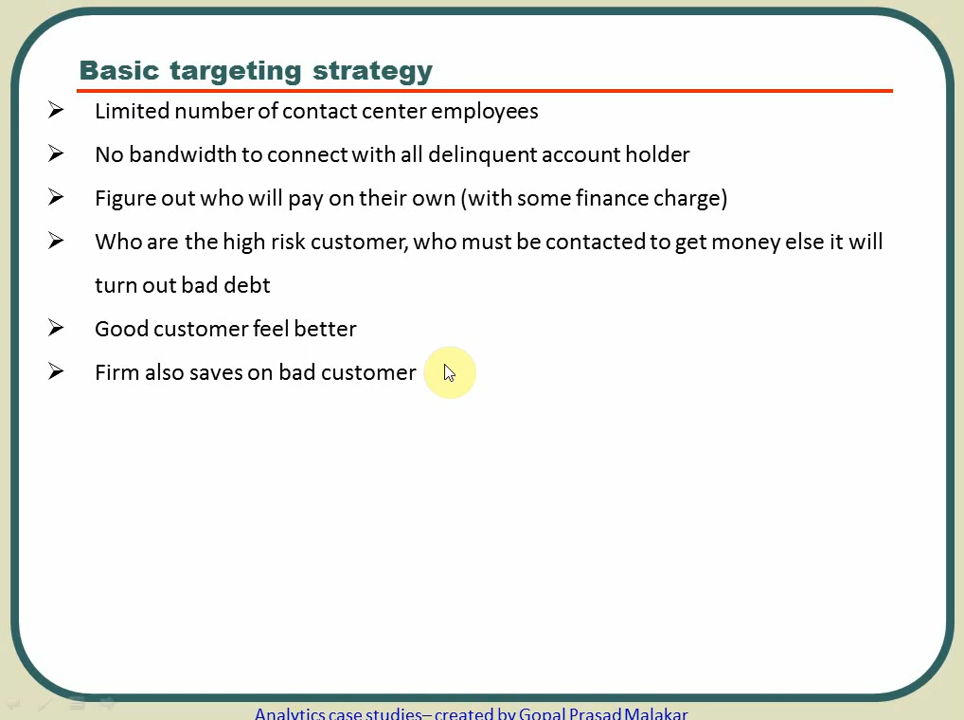 Basic targeting strategy
Limited number of contact center employees
No bandwidth to connect with all delinquent account holder
Figure out who will pay on their own (with some finance charge)
Who are the high risk customer, who must be contacted to get money else it will
turn out bad debt
Good customer feel better
Firm also saves on bad customer
Analytics case studies– created by Gopal Prasad Malakar